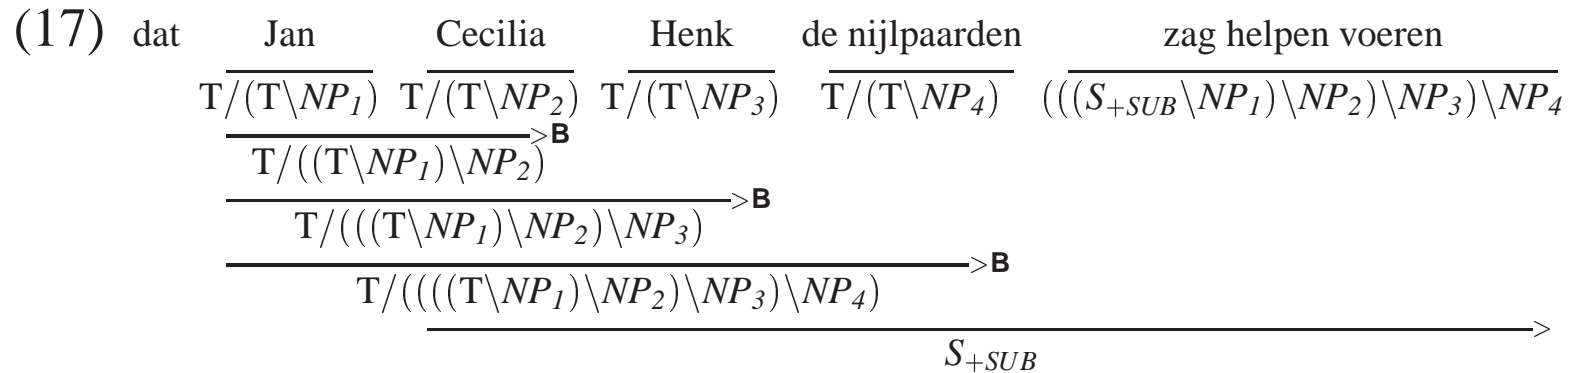 (17) dat Jan Cecilia Henk de nijlpaarden zag helpen voeren
T/(T\NP₁) T/(T\NP₂) T/(T\NP₃) T/(T\NP₄) (((S₊SUB\NP₁)\NP₂)\NP₃)\NP₄
>B
T/((T\NP₁)\NP₂)
>B
T/(((T\NP₁)\NP₂)\NP₃)
>B
T/((((T\NP₁)\NP₂)\NP₃)\NP₄)
>
S₊SUB